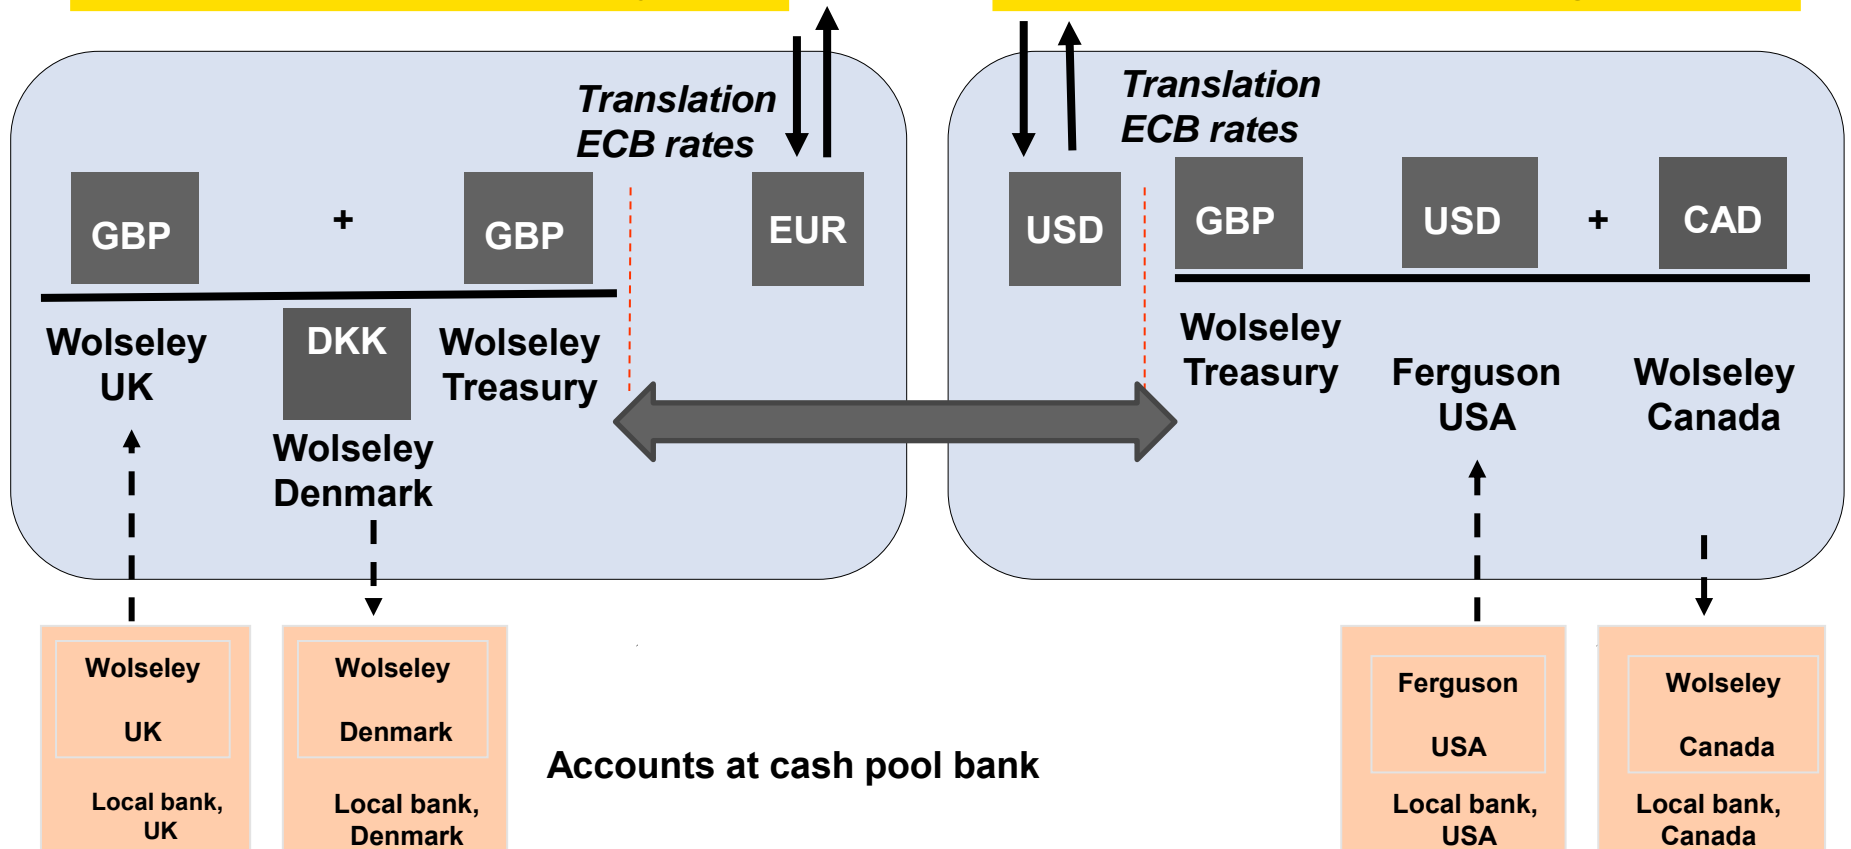 Translation
ECB rates
GBP
+
GBP
EUR
Wolseley
UK
DKK
Wolseley
Denmark
Wolseley
Treasury
Translation
ECB rates
USD
GBP
USD
+
CAD
Wolseley
Treasury
Ferguson
USA
Wolseley
Canada
Wolseley
UK
Local bank,
UK
Wolseley
Denmark
Local bank,
Denmark
Accounts at cash pool bank
Ferguson
USA
Local bank,
USA
Wolseley
Canada
Local bank,
Canada